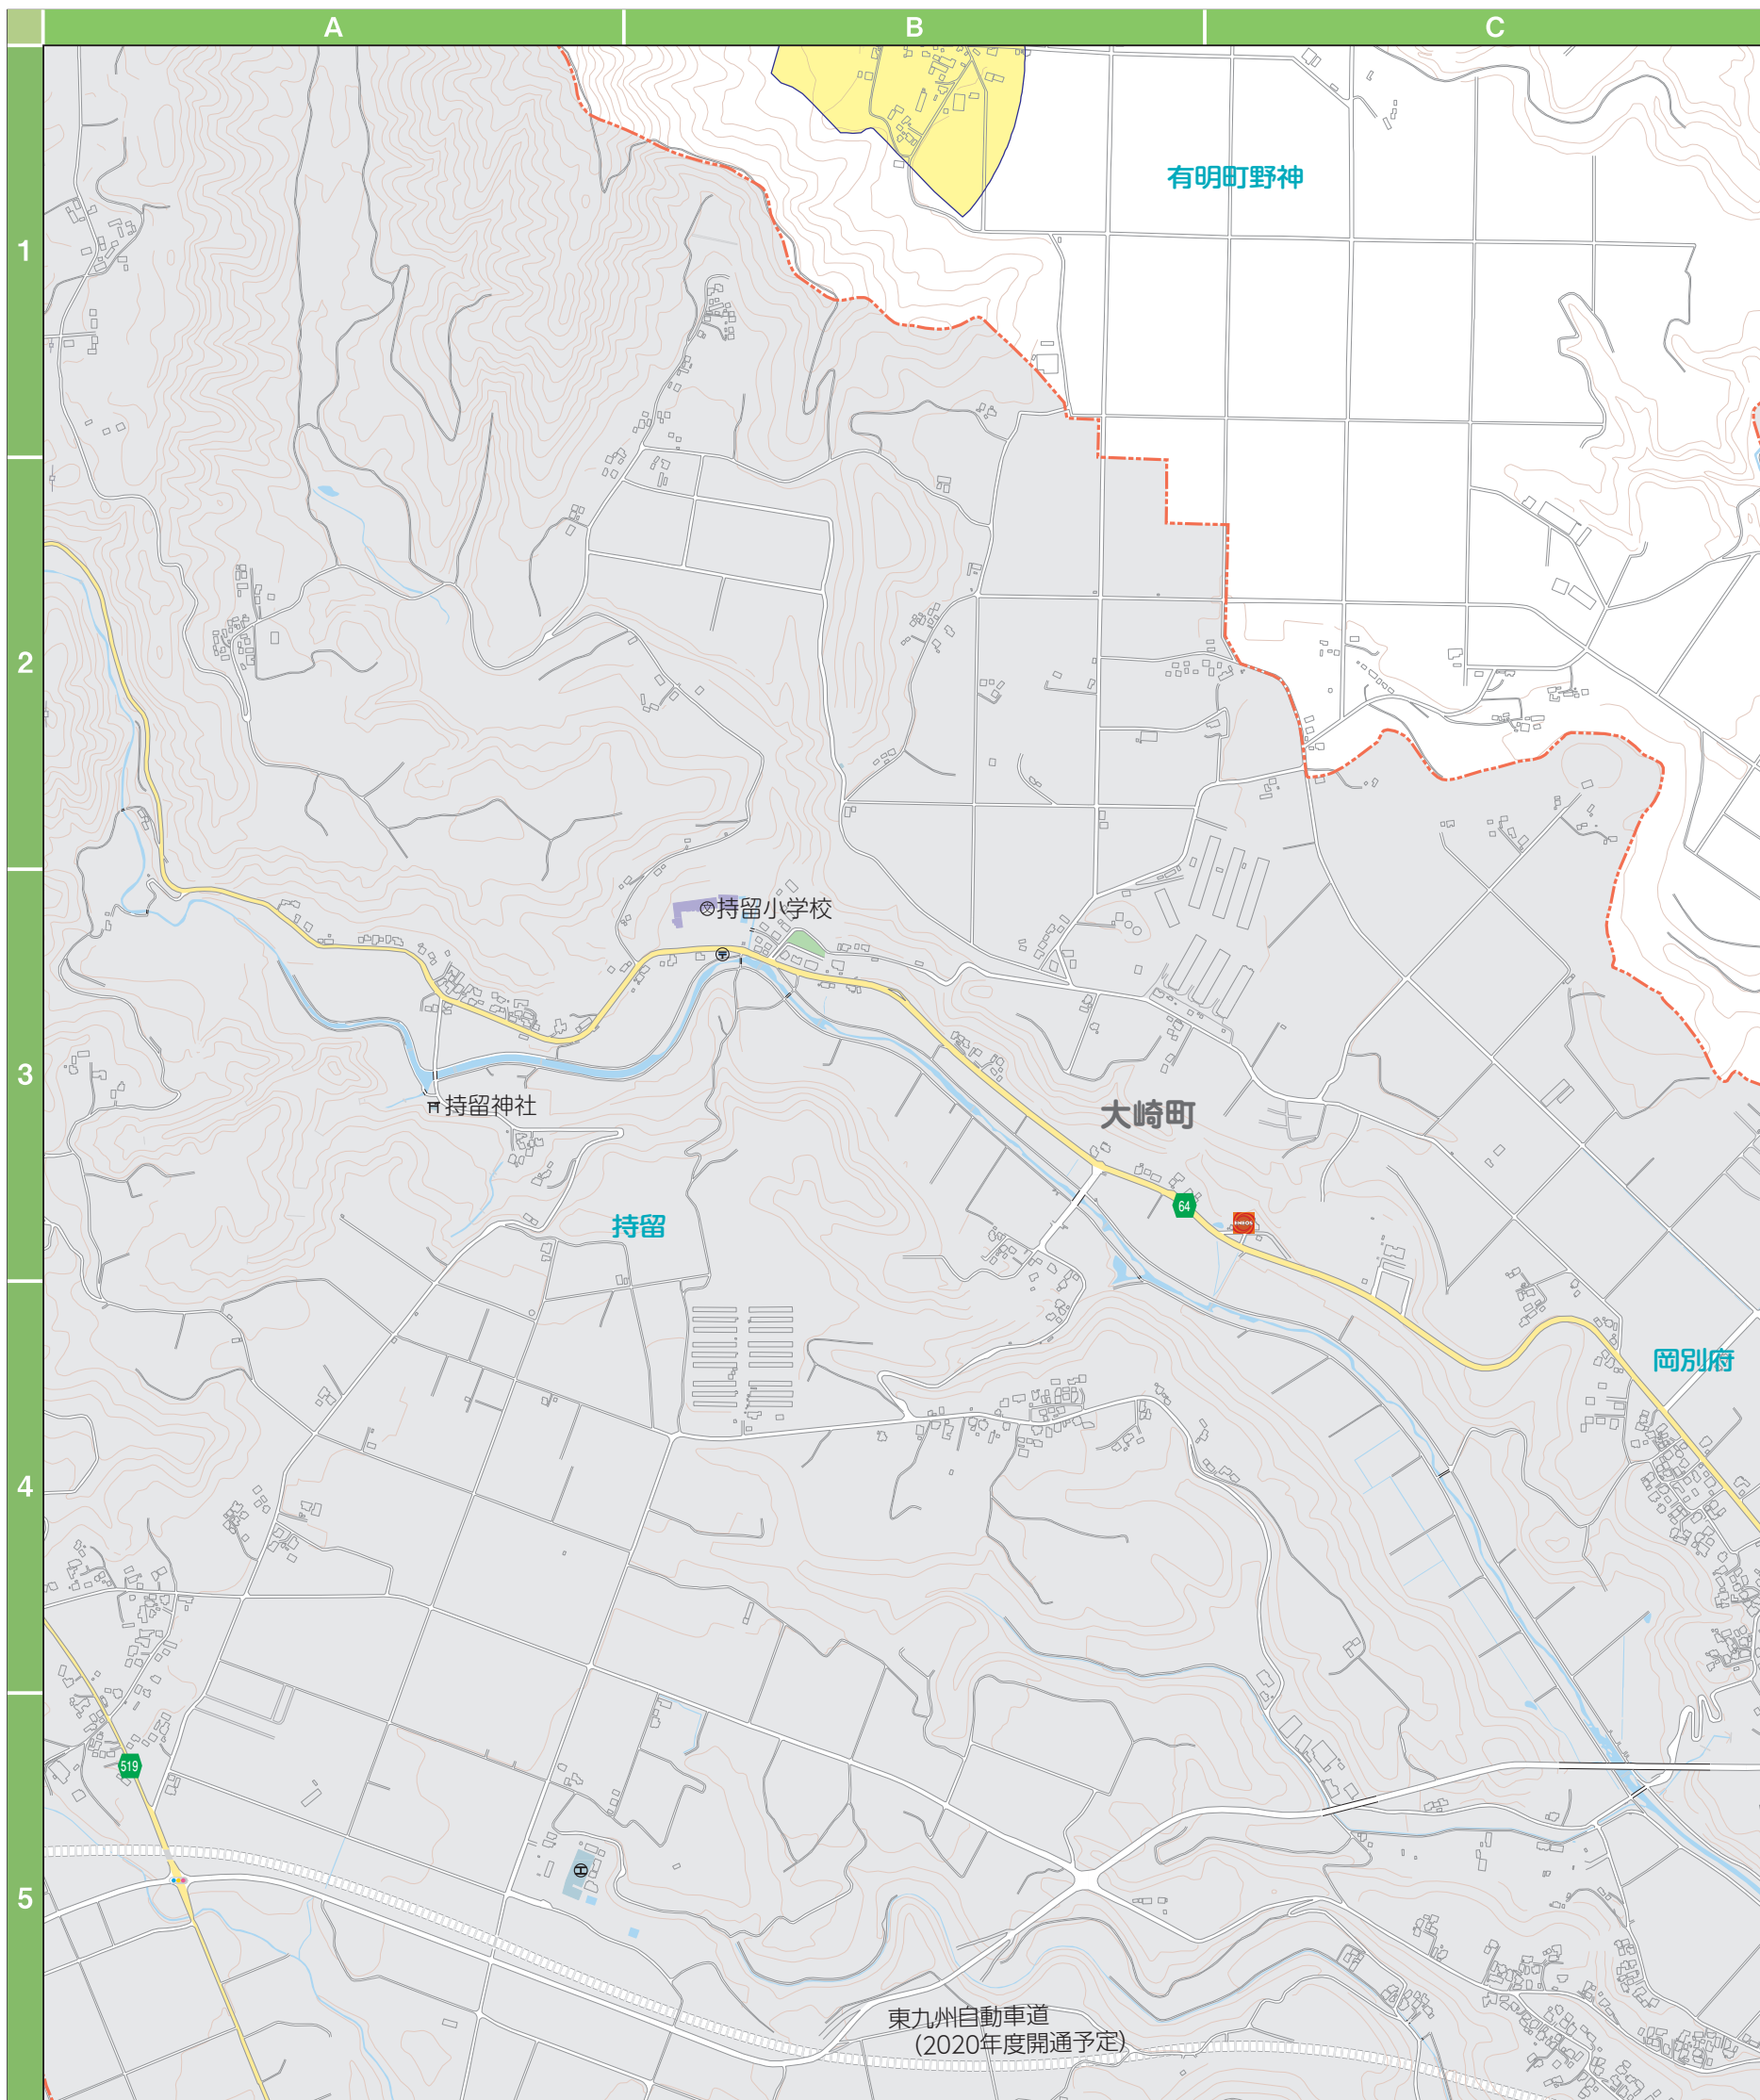 A
B
C
1
有明町野神
2
持留小学校
3
持留神社
大崎町
64
ENEOS
持留
岡別府
4
519
5
東九州自動車道
(2020年度開通予定)